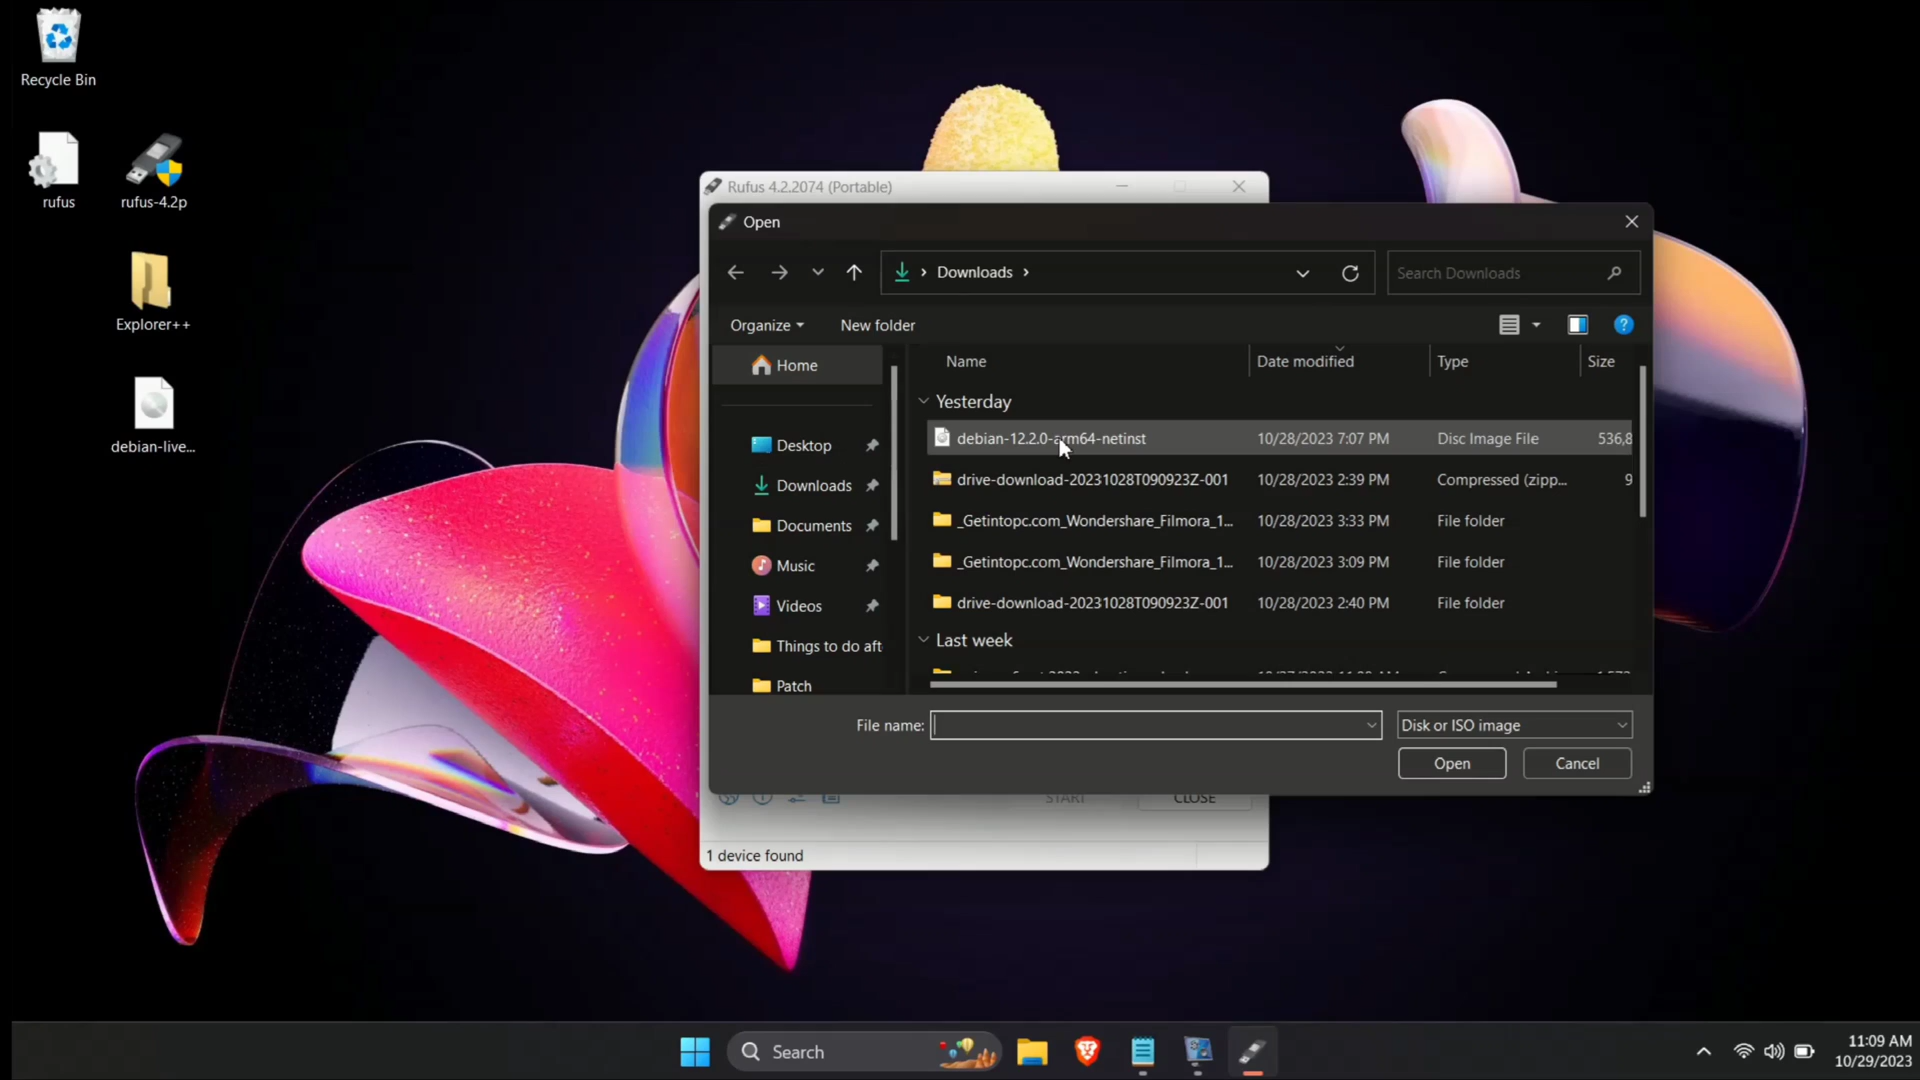 Recycle Bin
rufus
rufus-4.2p
Explorer++
debian-live...
Rufus 4.2.2074 (Portable)
Open
Downloads
Search Downloads
Organize
New folder
Home
Desktop
Downloads
Documents
Music
Videos
Things to do aft
Patch
Name Date modified Type Size
Yesterday
debian-12.2.0-arm64-netinst 10/28/2023 7:07 PM Disc Image File 536,8
drive-download-20231028T090923Z-001 10/28/2023 2:39 PM Compressed (zipp... 9
_Getintopc.com_Wondershare_Filmora_1... 10/28/2023 3:33 PM File folder
_Getintopc.com_Wondershare_Filmora_1... 10/28/2023 3:09 PM File folder
drive-download-20231028T090923Z-001 10/28/2023 2:40 PM File folder
Last week
File name:
Disk or ISO image
Open
Cancel
START
CLOSE
1 device found
Search
11:09 AM
10/29/2023